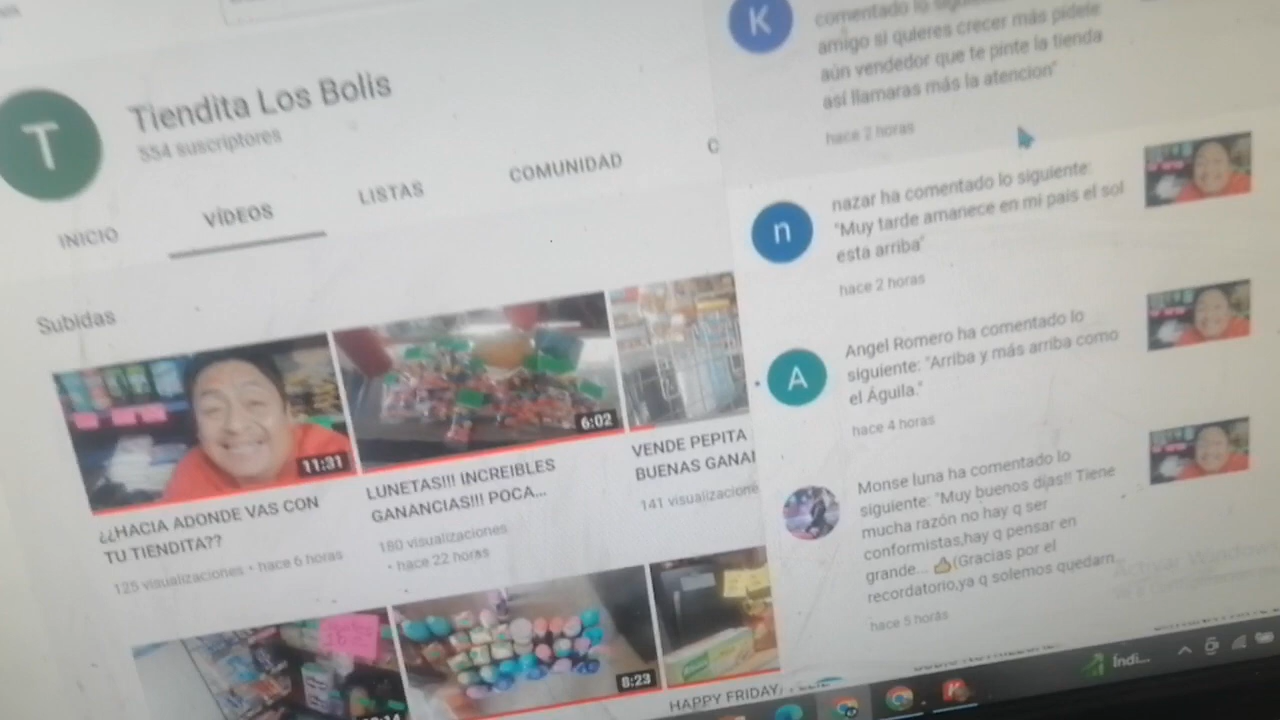 T
Tiendita Los Bolis
554 suscriptores
INICIO
VÍDEOS
LISTAS
COMUNIDAD
C
Subidas
11:31
¿¿HACIA ADONDE VAS CON
TU TIENDITA??
125 visualizaciones • hace 6 horas
6:02
LUNETAS!!! INCREIBLES
GANANCIAS!!! POCA...
180 visualizaciones
• hace 22 horas
VENDE PEPITA
BUENAS GANA
141 visualizacione
8:23
HAPPY FRIDAY
K
comentado lo siguiente
amigo si quieres crecer más pídele
aún vendedor que te pinte la tienda
así llamaras más la atencion"
hace 2 horas
n
nazar ha comentado lo siguiente:
"Muy tarde amanece en mi pais el sol
esta arriba"
hace 2 horas
A
Angel Romero ha comentado lo
siguiente: "Arriba y más arriba como
el Águila."
hace 4 horas
Monse luna ha comentado lo
siguiente: "Muy buenos días!! Tiene
mucha razón no hay q ser
conformistas,hay q pensar en
grande... 👍(Gracias por el
recordatorio,ya q solemos quedarn...
hace 5 horas
Activar Windows
Índi...
K